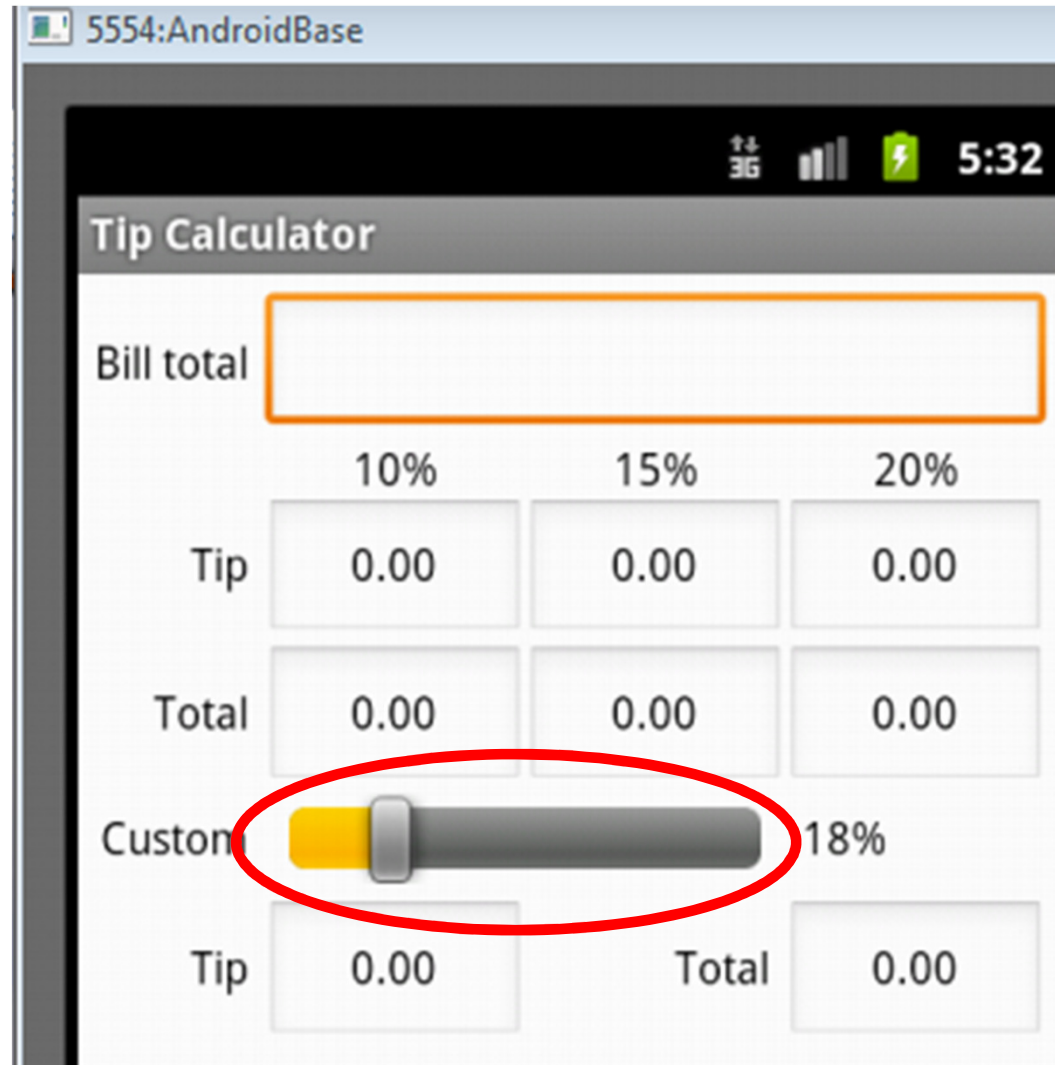 5554:AndroidBase
3G 5:32
Tip Calculator
Bill total
10% 15% 20%
Tip 0.00 0.00 0.00
Total 0.00 0.00 0.00
Custom 18%
Tip 0.00 Total 0.00